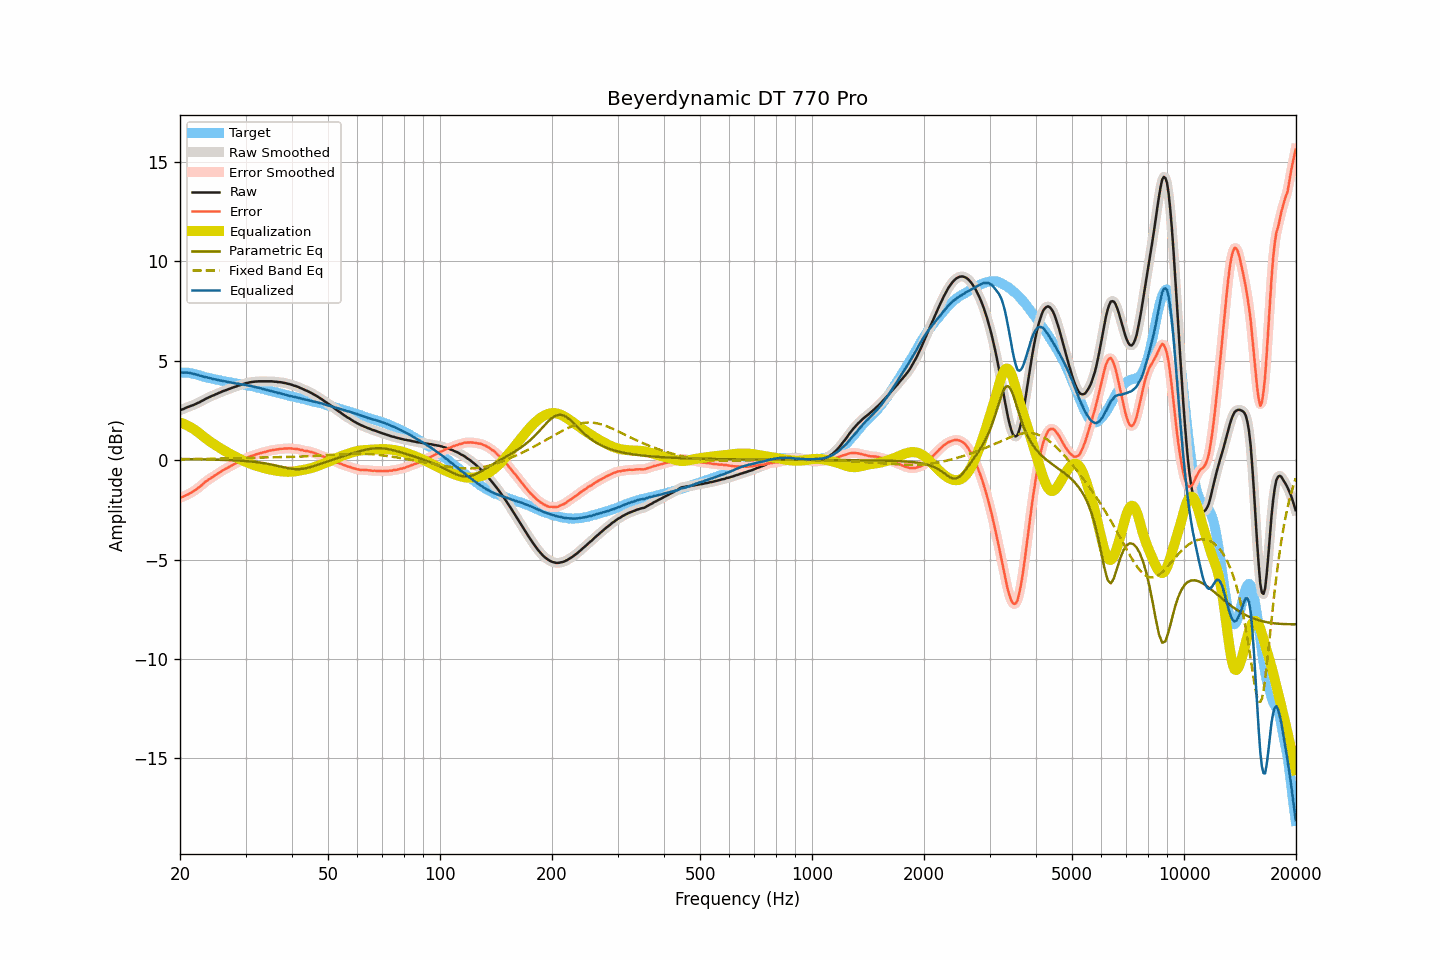 Beyerdynamic DT 770 Pro
Target
Raw Smoothed
Error Smoothed
Raw
Error
Equalization
Parametric Eq
Fixed Band Eq
Equalized
15
10
5
0
−5
−10
−15
Amplitude (dBr)
20 50 100 200 500 1000 2000 5000 10000 20000
Frequency (Hz)